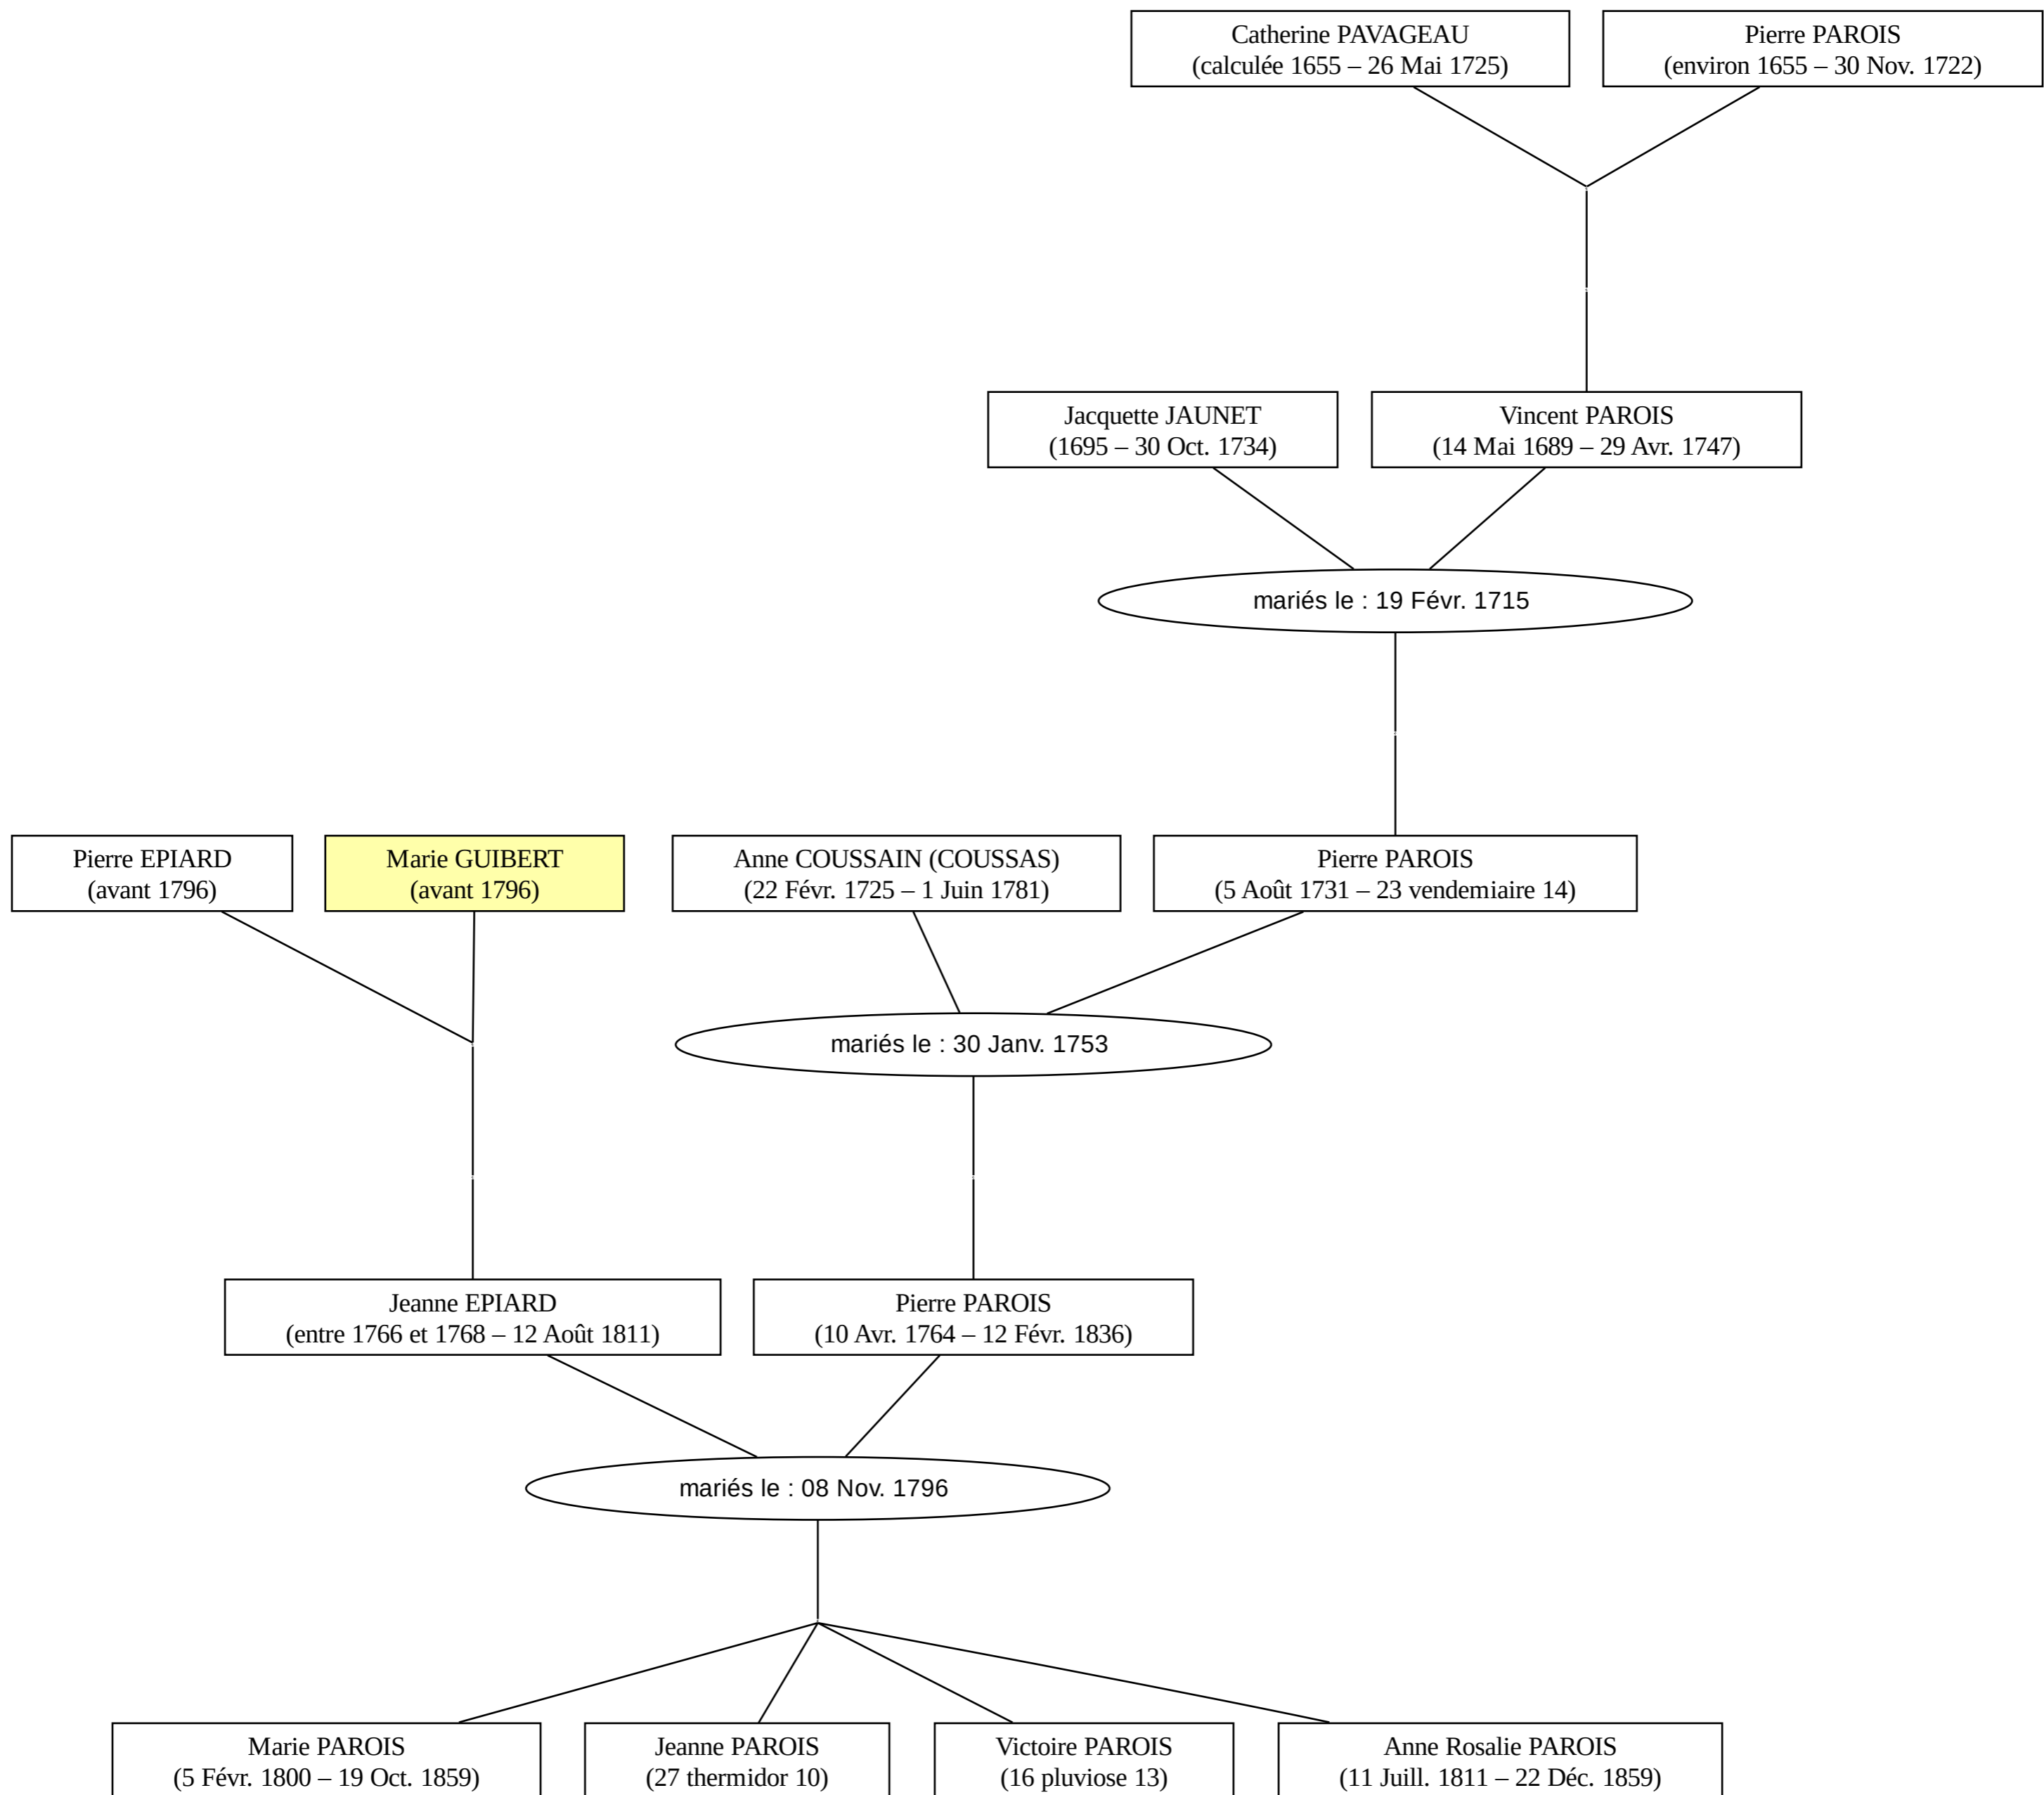 Catherine PAVAGEAU
(calculée 1655 – 26 Mai 1725)
Pierre PAROIS
(environ 1655 – 30 Nov. 1722)
Jacquette JAUNET
(1695 – 30 Oct. 1734)
Vincent PAROIS
(14 Mai 1689 – 29 Avr. 1747)
mariés le : 19 Févr. 1715
Pierre EPIARD
(avant 1796)
Marie GUIBERT
(avant 1796)
Anne COUSSAIN (COUSSAS)
(22 Févr. 1725 – 1 Juin 1781)
Pierre PAROIS
(5 Août 1731 – 23 vendemiaire 14)
mariés le : 30 Janv. 1753
Jeanne EPIARD
(entre 1766 et 1768 – 12 Août 1811)
Pierre PAROIS
(10 Avr. 1764 – 12 Févr. 1836)
mariés le : 08 Nov. 1796
Marie PAROIS
(5 Févr. 1800 – 19 Oct. 1859)
Jeanne PAROIS
(27 thermidor 10)
Victoire PAROIS
(16 pluviose 13)
Anne Rosalie PAROIS
(11 Juill. 1811 – 22 Déc. 1859)